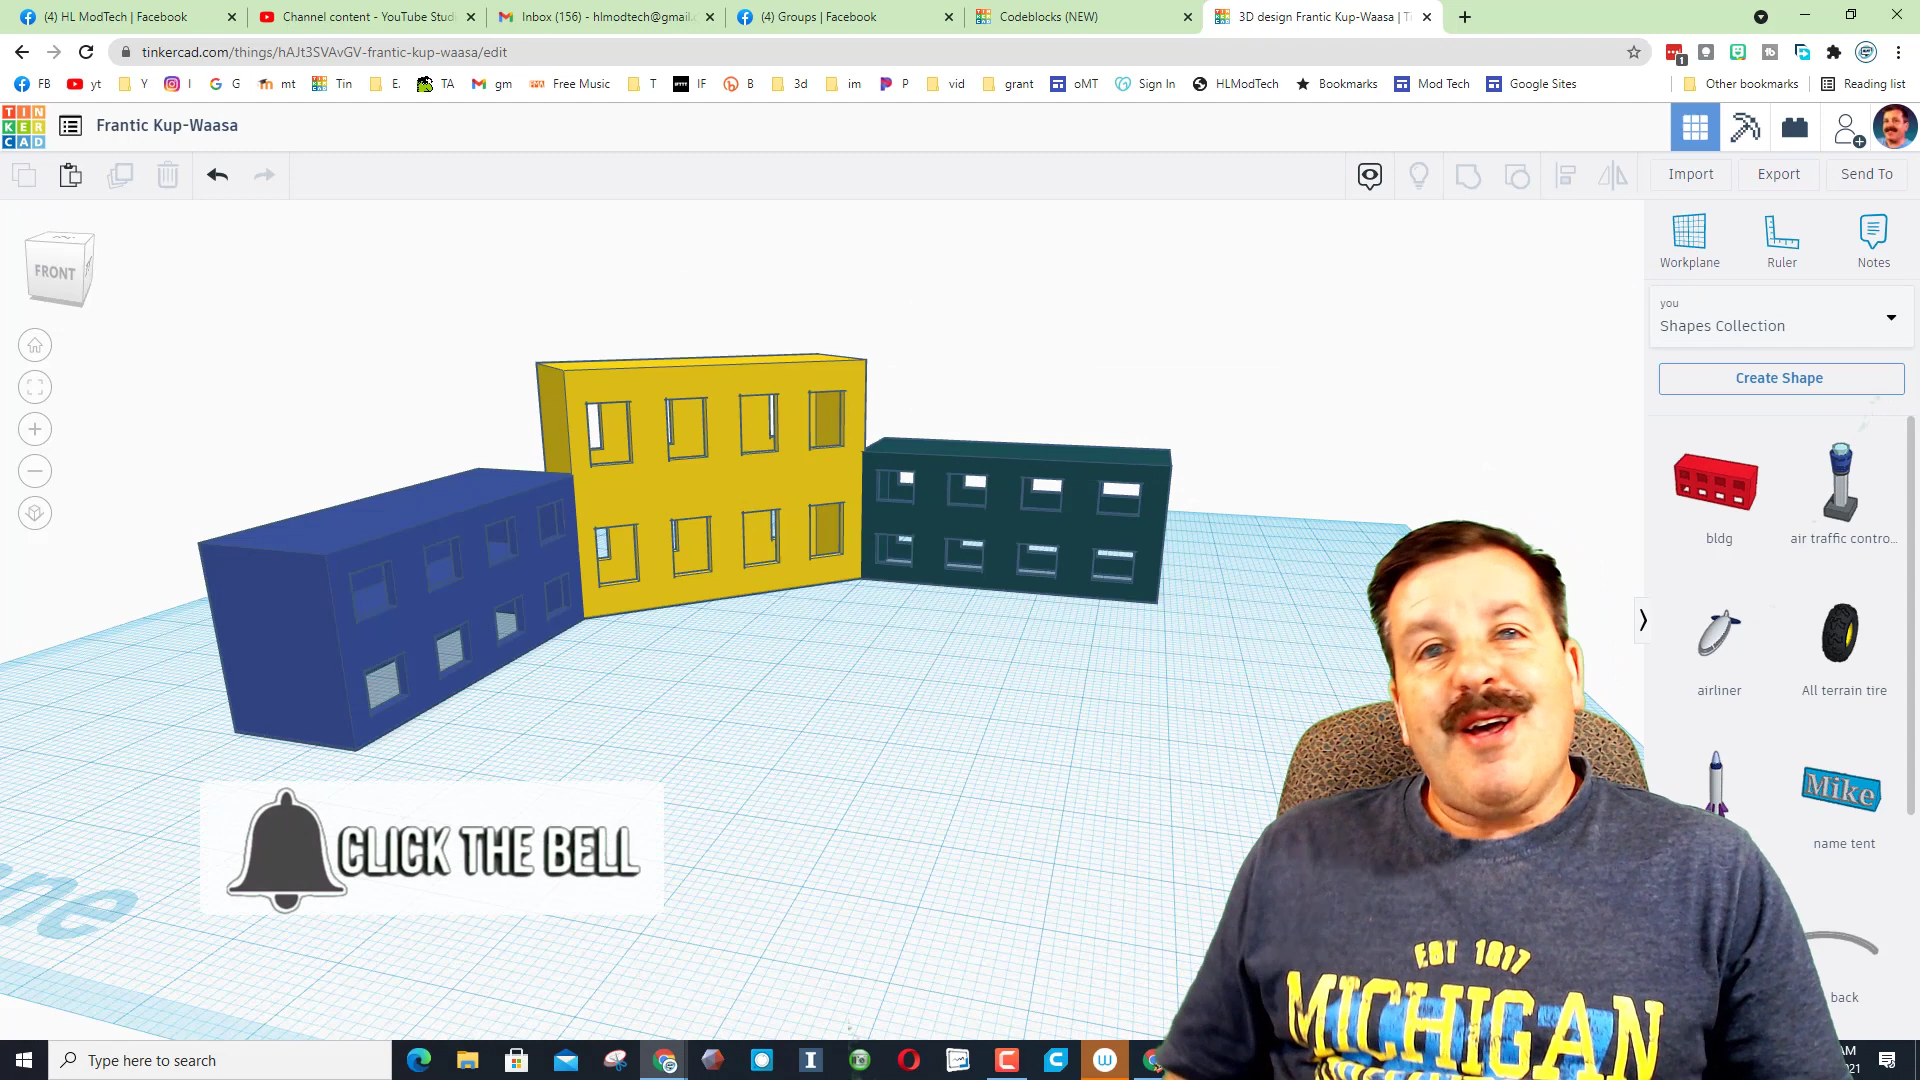 (4) HL ModTech | Facebook
Channel content - YouTube Studi
Inbox (156) - hlmodtech@gmail.c
(4) Groups | Facebook
Codeblocks (NEW)
3D design Frantic Kup-Waasa | Ti
tinkercad.com/things/hAJt3SVAvGV-frantic-kup-waasa/edit
FB yt Y I G mt Tin E. TA gm Free Music T IF B 3d im P vid grant oMT Sign In HLModTech Bookmarks Mod Tech Google Sites Other bookmarks Reading list
TIN
KER
CAD
Frantic Kup-Waasa
Import Export Send To
FRONT
Workplane Ruler Notes
you
Shapes Collection
Create Shape
bldg
air traffic contro...
airliner
All terrain tire
Mike
name tent
back
CLICK THE BELL
EST 1817
MICHIGAN
Type here to search